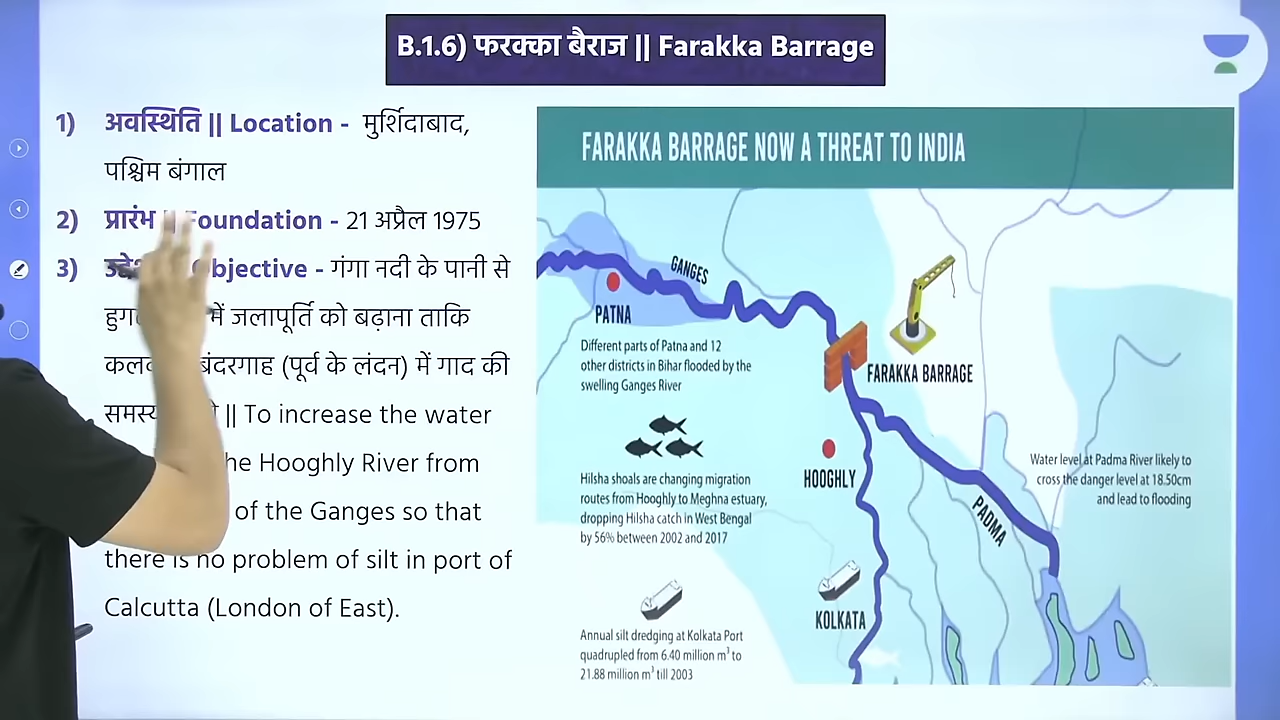 B.1.6) फरक्का बैराज || Farakka Barrage
1) अवस्थिति || Location - मुर्शिदाबाद,
पश्चिम बंगाल
2) प्रारंभ || Foundation - 21 अप्रैल 1975
3) Objective - गंगा नदी के पानी से
में जलापूर्ति को बढ़ाना ताकि
बंदरगाह (पूर्व के लंदन) में गाद की
|| To increase the water
he Hooghly River from
of the Ganges so that
there is no problem of silt in port of
Calcutta (London of East).
FARAKKA BARRAGE NOW A THREAT TO INDIA
GANGES
PATNA
Different parts of Patna and 12
other districts in Bihar flooded by the
swelling Ganges River
FARAKKA BARRAGE
Hilsha shoals are changing migration
routes from Hooghly to Meghna estuary,
dropping Hilsha catch in West Bengal
by 56% between 2002 and 2017
HOOGHLY
Water level at Padma River likely to
cross the danger level at 18.50cm
and lead to flooding
PADMA
KOLKATA
Annual silt dredging at Kolkata Port
quadrupled from 6.40 million m³ to
21.88 million m³ till 2003